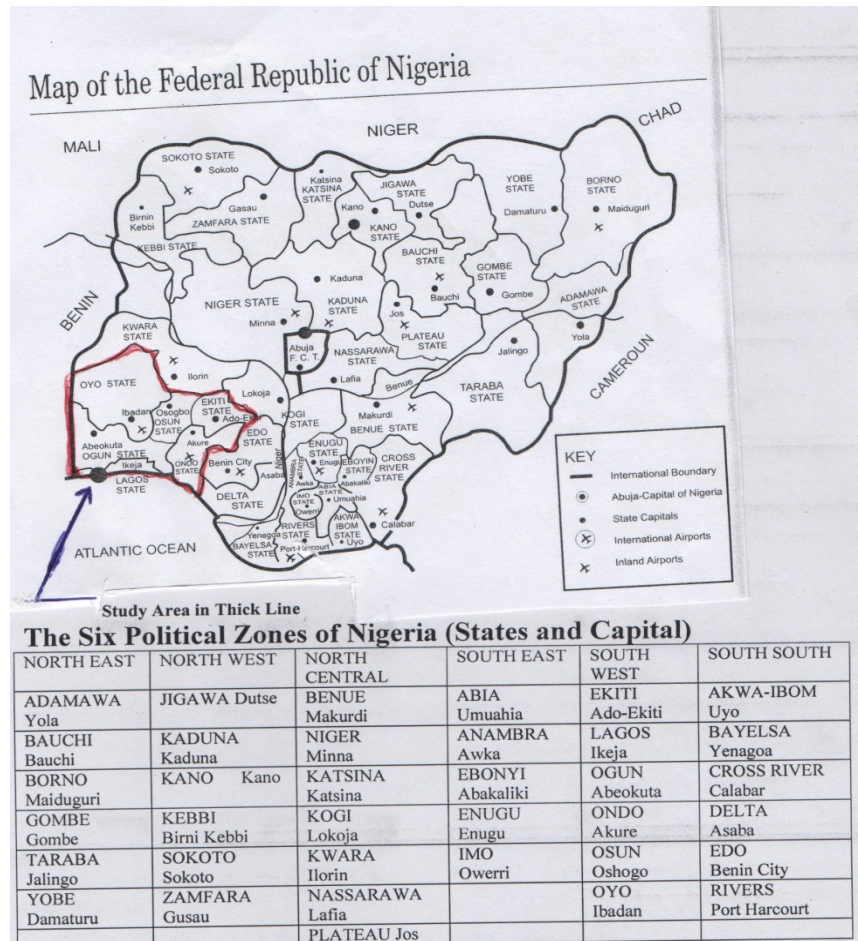 Map of the Federal Republic of Nigeria
MALI
NIGER
CHAD
SOKOTO STATE
Sokoto
Katsina
KATSINA
STATE
JIGAWA
STATE
YOBE
STATE
BORNO
STATE
Birnin
Kebbi
Gasau
ZAMFARA STATE
Kano
Dutse
Damaturu
Maiduguri
KEBBI STATE
KANO
STATE
BAUCHI
STATE
GOMBE
STATE
Kaduna
BENIN
NIGER STATE
KADUNA
STATE
Bauchi
Gombe
ADAMAWA
STATE
Minna
Jos
Yola
KWARA
STATE
PLATEAU
STATE
Jalingo
CAMEROUN
Abuja
F. C. T.
NASSARAWA
STATE
Ilorin
Lafia
Benue
TARABA
STATE
OYO STATE
Lokoja
KOGI
STATE
Makurdi
BENUE STATE
EKITI
STATE
Ado-Ekiti
Ibadan
Osogbo
OSUN
STATE
EDO
STATE
Abeokuta
OGUN STATE
Akure
ONDO
STATE
Niger
ENUGU
STATE
Enugu
EBOYIN
STATE
Abakaliki
CROSS
RIVER
STATE
Ikeja
LAGOS
STATE
Benin City
Asaba
ANAMBRA
STATE
Awka
ABIA
STATE
Umuahia
IMO
STATE
Owerri
DELTA
STATE
Yenegoa
BAYELSA
STATE
RIVERS
STATE
Port-Harcourt
AKWA
IBOM
STATE
Uyo
Calabar
ATLANTIC OCEAN
KEY
International Boundary
Abuja-Capital of Nigeria
State Capitals
International Airports
Inland Airports
Study Area in Thick Line
The Six Political Zones of Nigeria (States and Capital)
NORTH EAST NORTH WEST NORTH CENTRAL SOUTH EAST SOUTH WEST SOUTH SOUTH
ADAMAWA JIGAWA Dutse BENUE ABIA EKITI AKWA-IBOM
Yola Makurdi Umuahia Ado-Ekiti Uyo
BAUCHI KADUNA NIGER ANAMBRA LAGOS BAYELSA
Bauchi Kaduna Minna Awka Ikeja Yenagoa
BORNO KANO Kano KATSINA EBONYI OGUN CROSS RIVER
Maiduguri Katsina Abakaliki Abeokuta Calabar
GOMBE KEBBI KOGI ENUGU ONDO DELTA
Gombe Birni Kebbi Lokoja Enugu Akure Asaba
TARABA SOKOTO KWARA IMO OSUN EDO
Jalingo Sokoto Ilorin Owerri Oshogo Benin City
YOBE ZAMFARA NASSARAWA OYO RIVERS
Damaturu Gusau Lafia Ibadan Port Harcourt
PLATEAU Jos